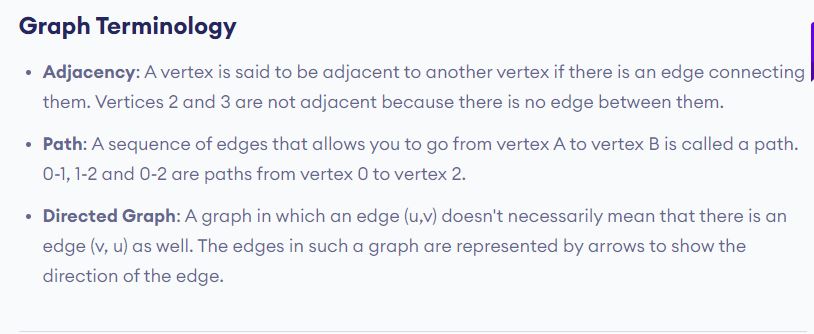 Graph Terminology
• Adjacency: A vertex is said to be adjacent to another vertex if there is an edge connecting
them. Vertices 2 and 3 are not adjacent because there is no edge between them.
• Path: A sequence of edges that allows you to go from vertex A to vertex B is called a path.
0-1, 1-2 and 0-2 are paths from vertex 0 to vertex 2.
• Directed Graph: A graph in which an edge (u,v) doesn't necessarily mean that there is an
edge (v, u) as well. The edges in such a graph are represented by arrows to show the
direction of the edge.